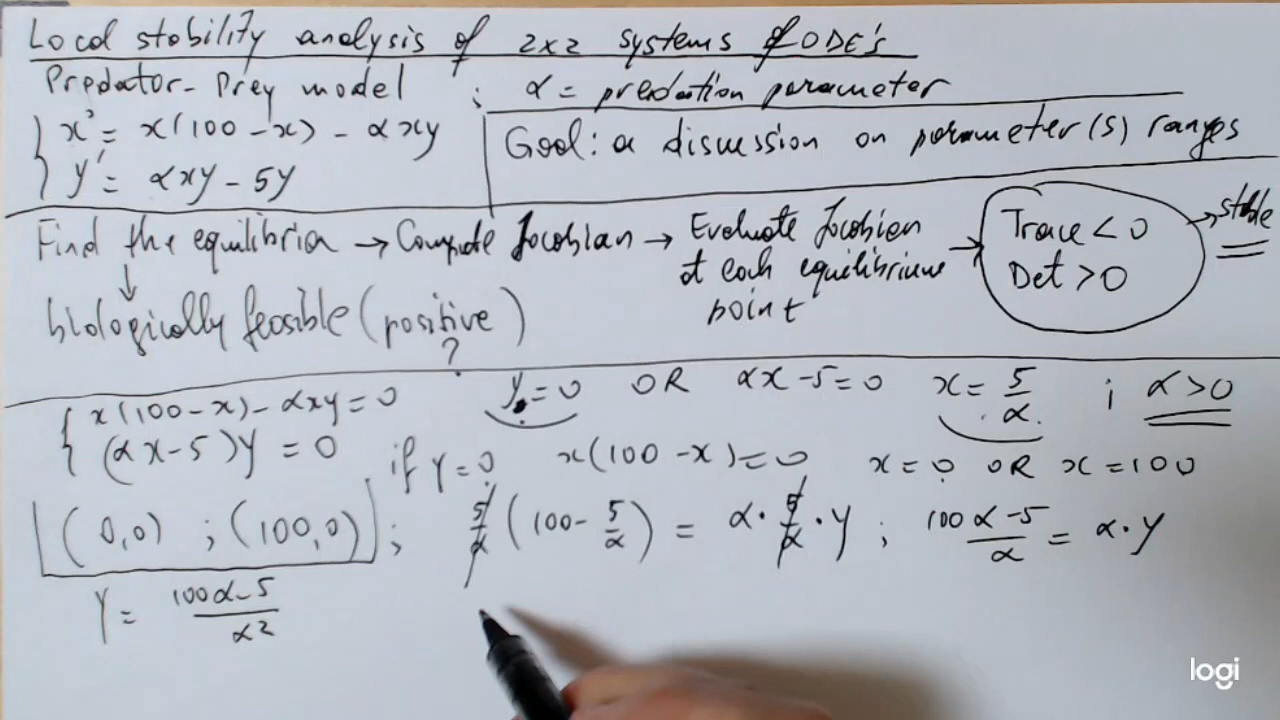 Local stability analysis of 2x2 systems of ODE's
Predator-Prey model ; α = predation parameter
x' = x(100-x) - αxy
y' = αxy - 5y
Goal: a discussion on parameter(s) ranges
Find the equilibria → Compute Jacobian → Evaluate Jacobian at each equilibrium point → Trace < 0 Det > 0 → stable
↓
biologically feasible (positive)
?
x(100-x) - αxy = 0
(αx-5)y = 0
y = 0 OR αx-5 = 0 x = 5/α ; α > 0
if y = 0 x(100-x) = 0 x = 0 OR x = 100
(0,0) ; (100,0) ; 5/α (100 - 5/α) = α · 5/α · y ; (100α-5)/α = α · y
y = (100α-5)/α²
logi